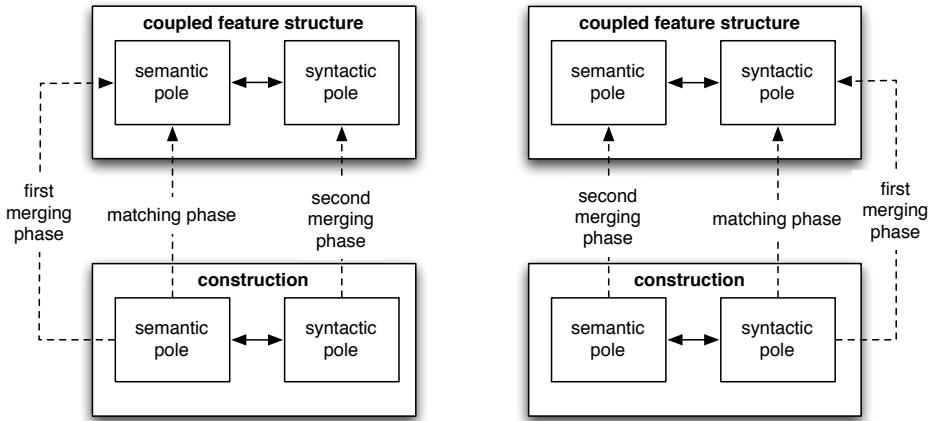 coupled feature structure
semantic
pole
syntactic
pole
first
merging
phase
matching phase
second
merging
phase
construction
semantic
pole
syntactic
pole
coupled feature structure
semantic
pole
syntactic
pole
second
merging
phase
matching phase
first
merging
phase
construction
semantic
pole
syntactic
pole